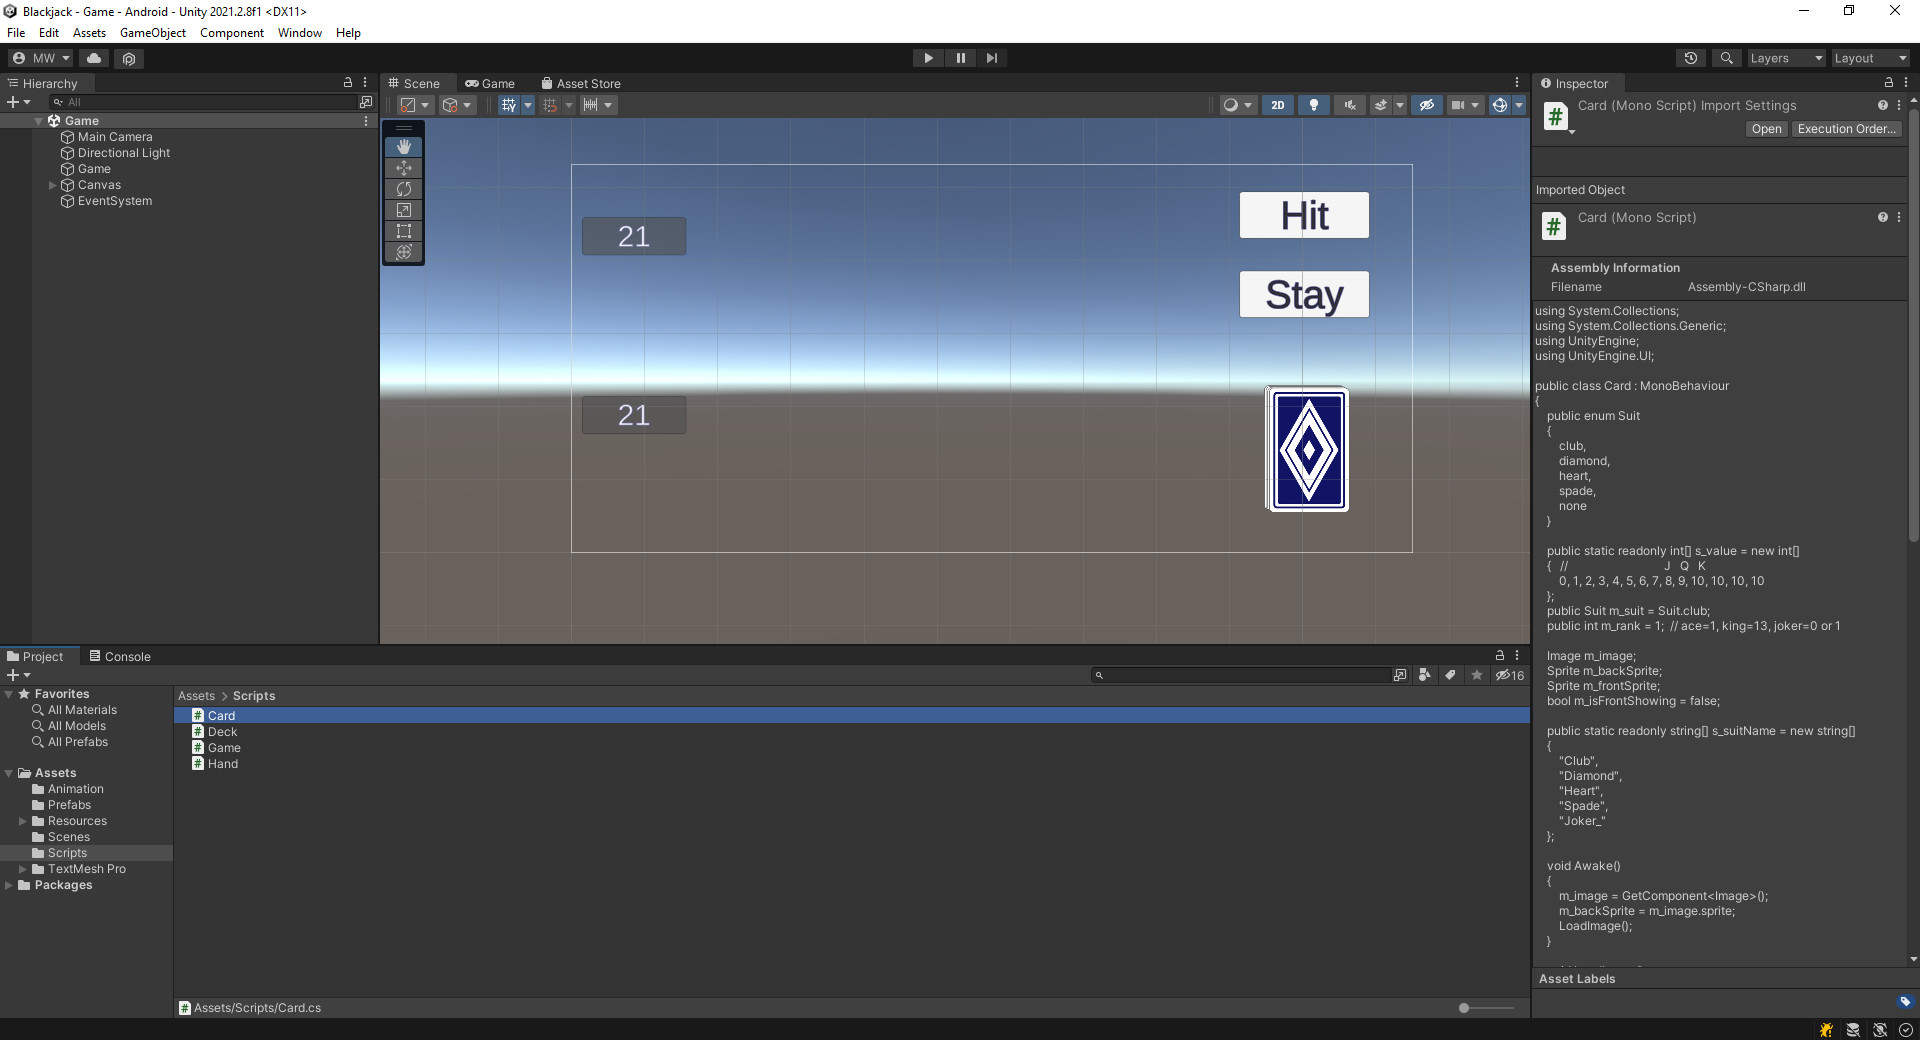 Blackjack - Game - Android - Unity 2021.2.8f1 <DX11>
File Edit Assets GameObject Component Window Help
MW
Layers
Layout
Hierarchy
All
Game
Main Camera
Directional Light
Game
Canvas
EventSystem
Scene Game Asset Store
2D
Hit
21
Stay
21
Inspector
Card (Mono Script) Import Settings
Open Execution Order...
Imported Object
Card (Mono Script)
Assembly Information
Filename Assembly-CSharp.dll
using System.Collections;
using System.Collections.Generic;
using UnityEngine;
using UnityEngine.UI;
public class Card : MonoBehaviour
{
public enum Suit
{
club,
diamond,
heart,
spade,
none
}
public static readonly int[] s_value = new int[]
{ // J Q K
0, 1, 2, 3, 4, 5, 6, 7, 8, 9, 10, 10, 10, 10
};
public Suit m_suit = Suit.club;
public int m_rank = 1; // ace=1, king=13, joker=0 or 1
Image m_image;
Sprite m_backSprite;
Sprite m_frontSprite;
bool m_isFrontShowing = false;
public static readonly string[] s_suitName = new string[]
{
"Club",
"Diamond",
"Heart",
"Spade",
"Joker_"
};
void Awake()
{
m_image = GetComponent<Image>();
m_backSprite = m_image.sprite;
LoadImage();
}
Asset Labels
Project Console
16
Favorites
All Materials
All Models
All Prefabs
Assets
Animation
Prefabs
Resources
Scenes
Scripts
TextMesh Pro
Packages
Assets > Scripts
Card
Deck
Game
Hand
Assets/Scripts/Card.cs